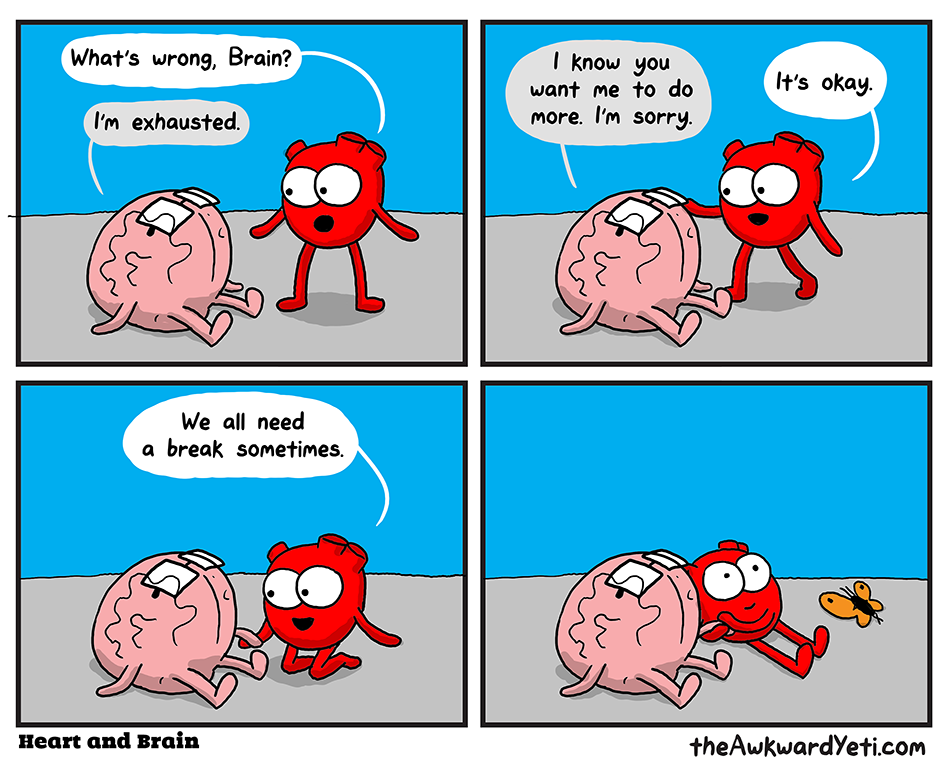 What's wrong, Brain?
I'm exhausted.
I know you
want me to do
more. I'm sorry.
It's okay.
We all need
a break sometimes.
Heart and Brain
theAwkwardYeti.com